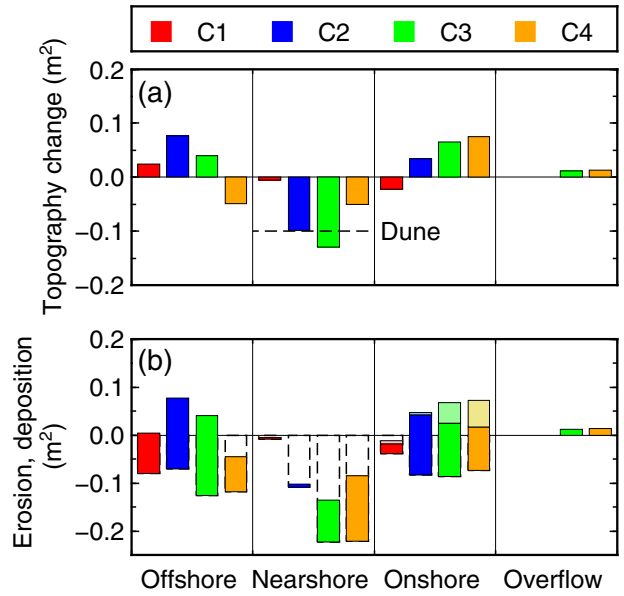 C1 C2 C3 C4
Topography change (m²)
0.2
0.1
0.0
−0.1
−0.2
(a)
Dune
Erosion, deposition
(m²)
0.2
0.1
0.0
−0.1
−0.2
(b)
Offshore Nearshore Onshore Overflow